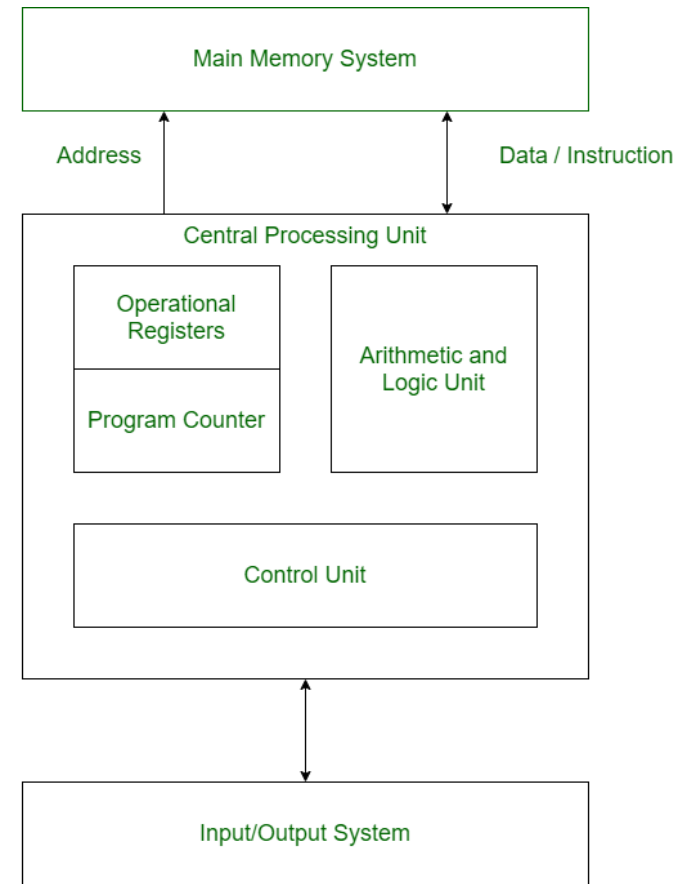 Main Memory System
Address
Data / Instruction
Central Processing Unit
Operational
Registers
Arithmetic and
Logic Unit
Program Counter
Control Unit
Input/Output System